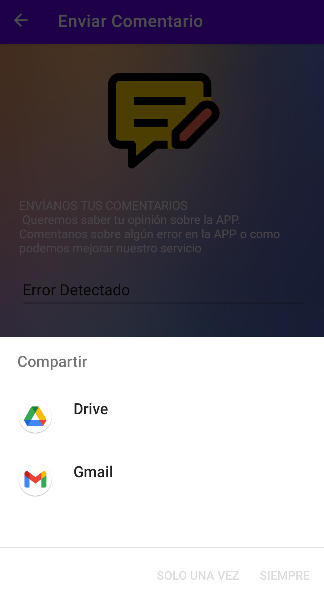 Enviar Comentario
ENVÍANOS TUS COMENTARIOS
Queremos saber tu opinión sobre la APP.
Comentanos sobre algún error en la APP o como
podemos mejorar nuestro servicio
Error Detectado
Compartir
Drive
Gmail
SOLO UNA VEZ SIEMPRE